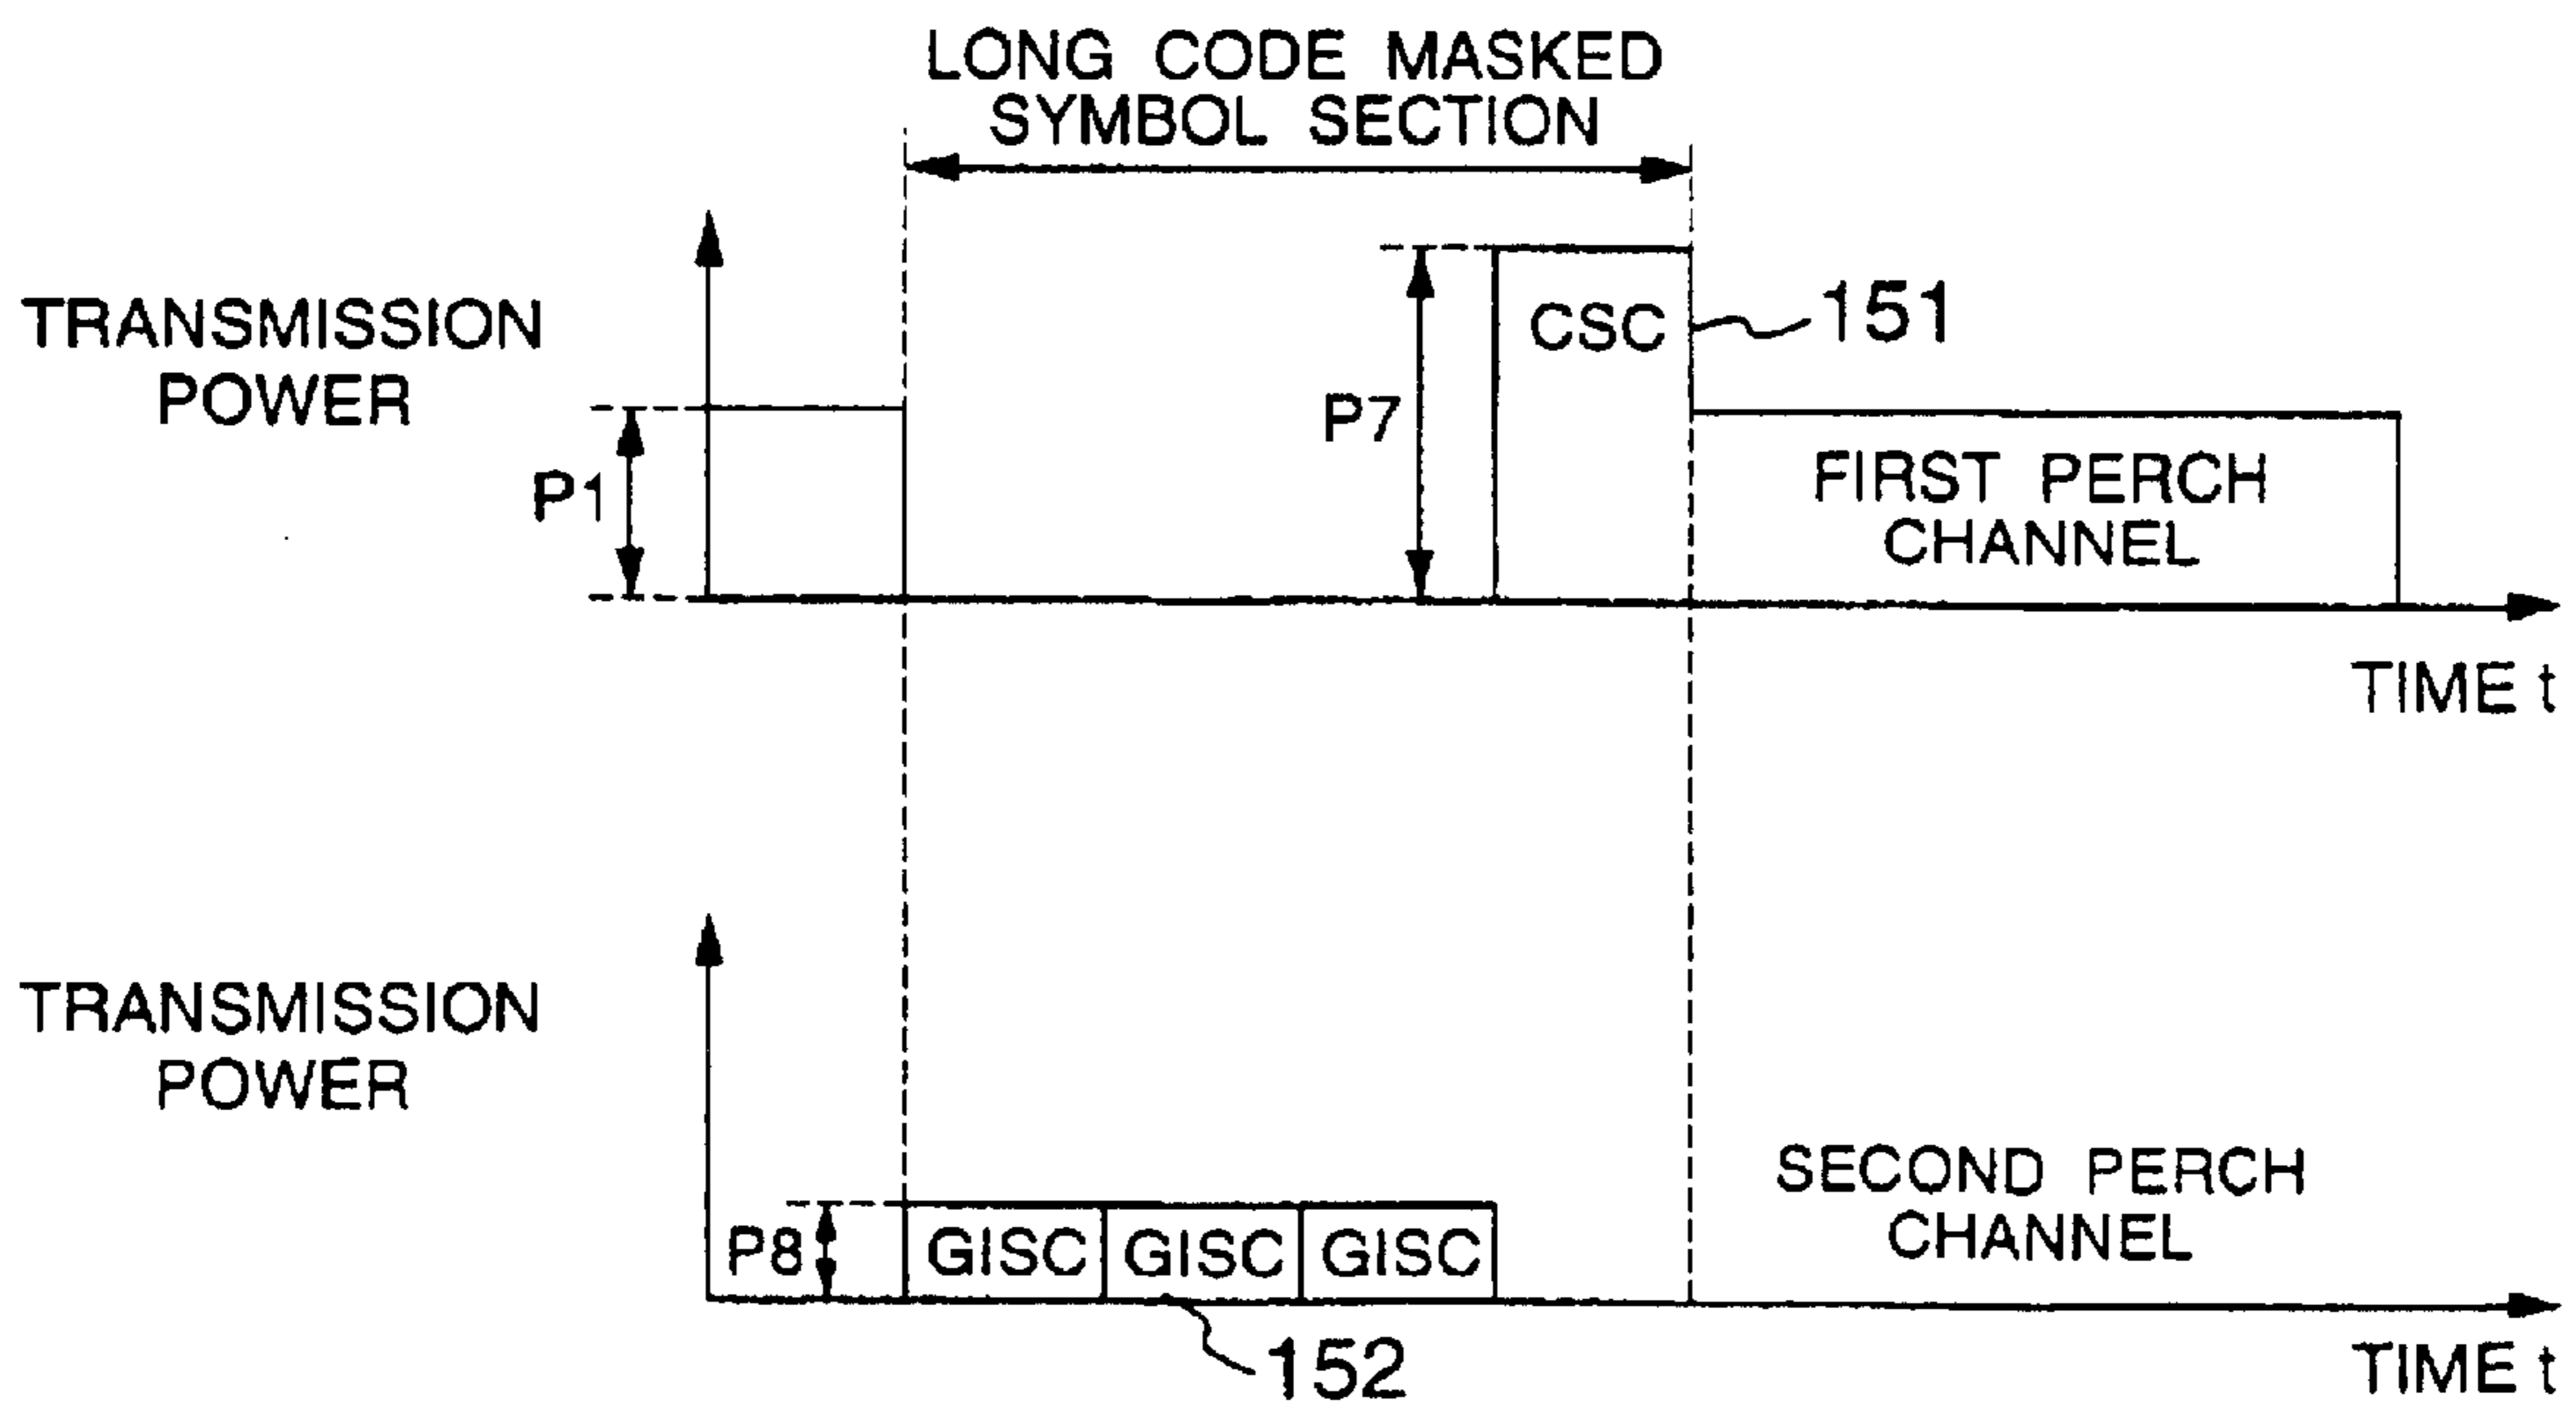 LONG CODE MASKED
SYMBOL SECTION
TRANSMISSION
POWER
P1
P7
CSC
151
FIRST PERCH
CHANNEL
TIME t
TRANSMISSION
POWER
P8
GISC GISC GISC
152
SECOND PERCH
CHANNEL
TIME t